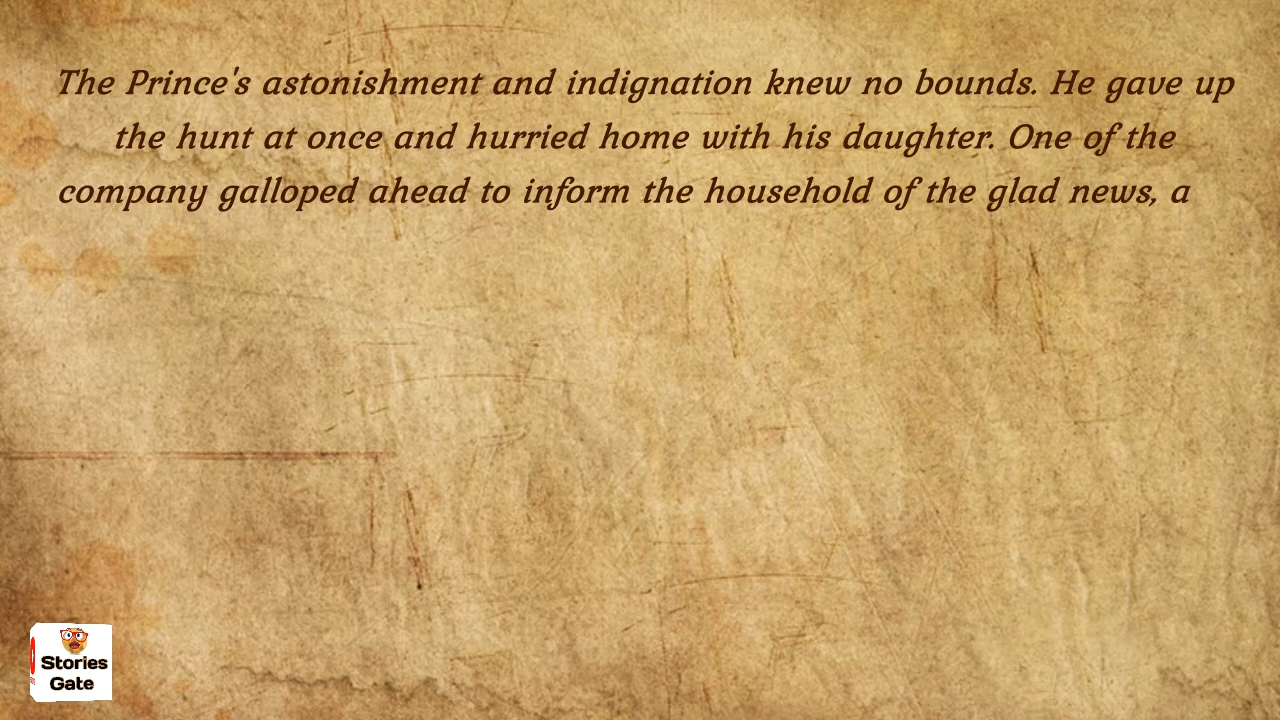 The Prince's astonishment and indignation knew no bounds. He gave up
the hunt at once and hurried home with his daughter. One of the
company galloped ahead to inform the household of the glad news, a
Stories
Gate